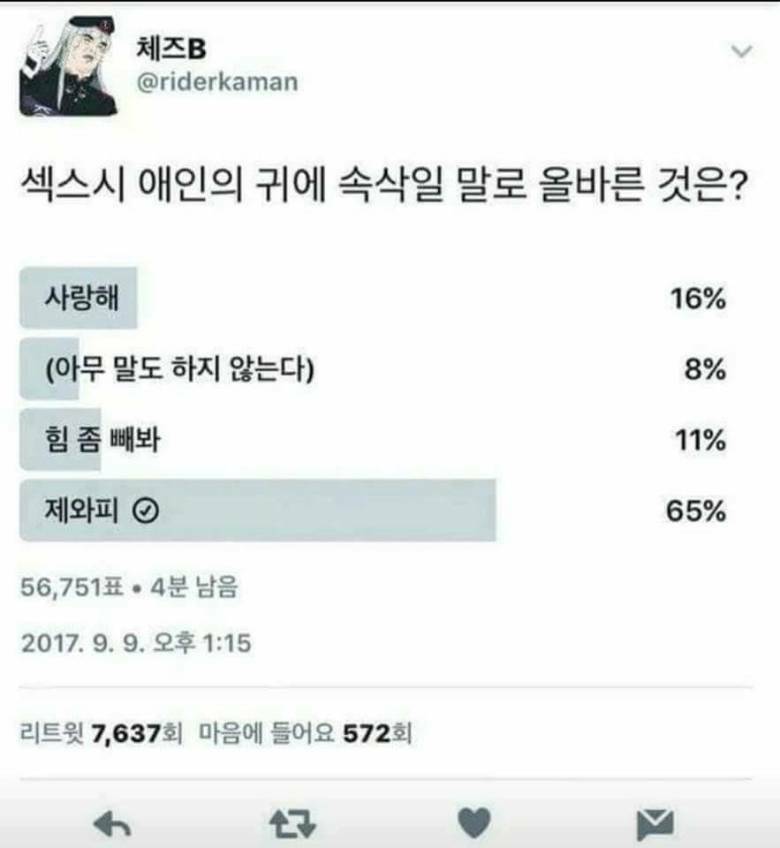 체즈B
@riderkaman
섹스시 애인의 귀에 속삭일 말로 올바른 것은?
사랑해 16%
(아무 말도 하지 않는다) 8%
힘 좀 빼봐 11%
제와피 65%
56,751표 • 4분 남음
2017. 9. 9. 오후 1:15
리트윗 7,637회 마음에 들어요 572회